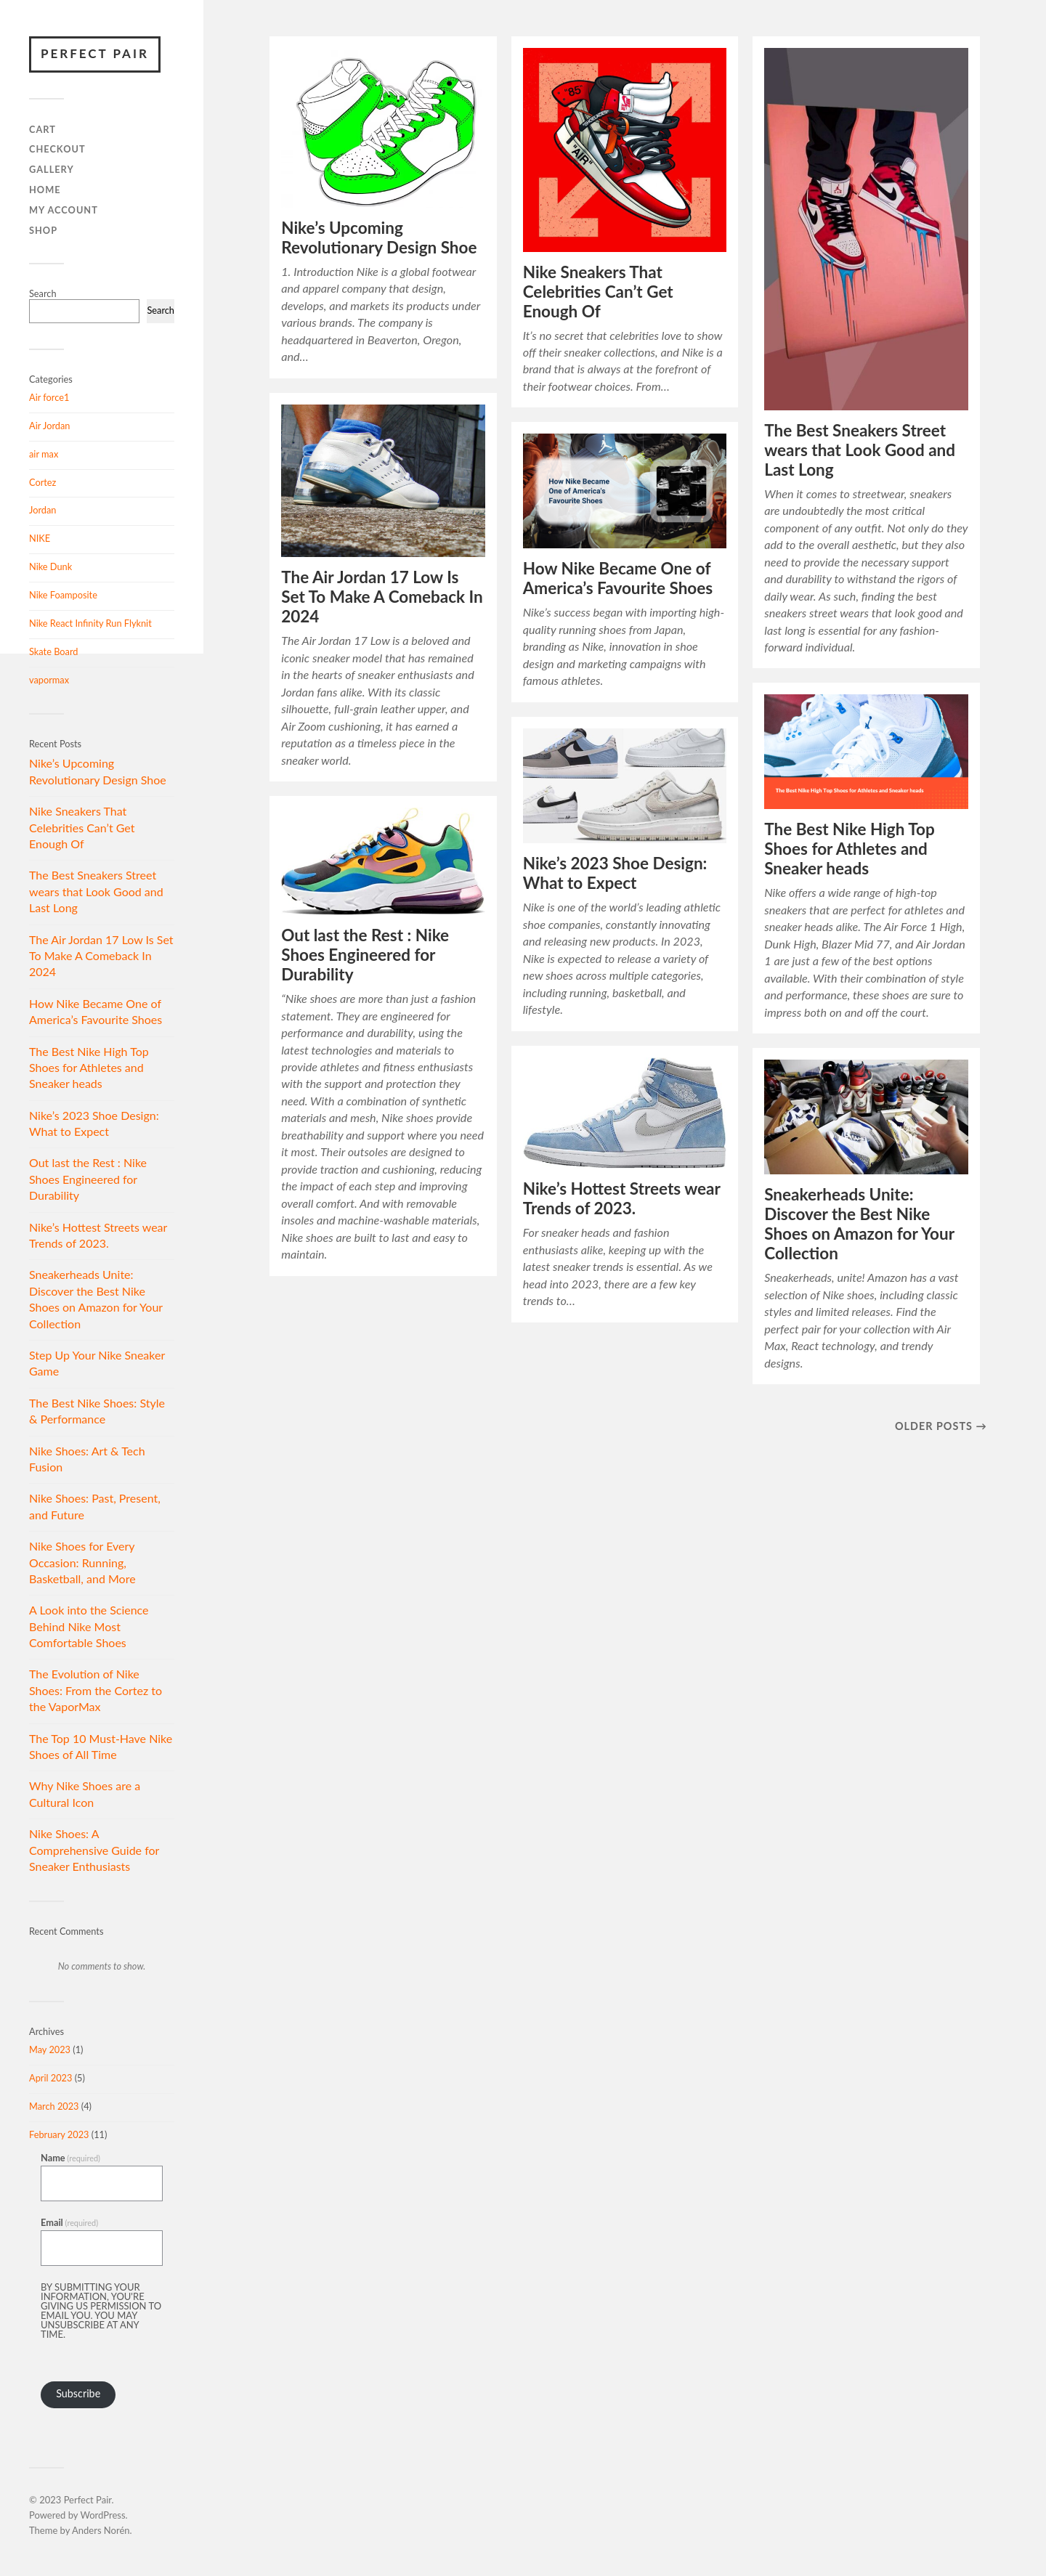 PERFECT PAIR
CART
CHECKOUT
GALLERY
HOME
MY ACCOUNT
SHOP
Search
Search
Categories
Air force1
Air Jordan
air max
Cortez
Jordan
NIKE
Nike Dunk
Nike Foamposite
Nike React Infinity Run Flyknit
Skate Board
vapormax
Recent Posts
Nike’s Upcoming
Revolutionary Design Shoe
Nike Sneakers That
Celebrities Can’t Get
Enough Of
The Best Sneakers Street
wears that Look Good and
Last Long
The Air Jordan 17 Low Is Set
To Make A Comeback In
2024
How Nike Became One of
America’s Favourite Shoes
The Best Nike High Top
Shoes for Athletes and
Sneaker heads
Nike’s 2023 Shoe Design:
What to Expect
Out last the Rest : Nike
Shoes Engineered for
Durability
Nike’s Hottest Streets wear
Trends of 2023.
Sneakerheads Unite:
Discover the Best Nike
Shoes on Amazon for Your
Collection
Step Up Your Nike Sneaker
Game
The Best Nike Shoes: Style
& Performance
Nike Shoes: Art & Tech
Fusion
Nike Shoes: Past, Present,
and Future
Nike Shoes for Every
Occasion: Running,
Basketball, and More
A Look into the Science
Behind Nike Most
Comfortable Shoes
The Evolution of Nike
Shoes: From the Cortez to
the VaporMax
The Top 10 Must-Have Nike
Shoes of All Time
Why Nike Shoes are a
Cultural Icon
Nike Shoes: A
Comprehensive Guide for
Sneaker Enthusiasts
Recent Comments
No comments to show.
Archives
May 2023 (1)
April 2023 (5)
March 2023 (4)
February 2023 (11)
Name (required)
Email (required)
BY SUBMITTING YOUR
INFORMATION, YOU'RE
GIVING US PERMISSION TO
EMAIL YOU. YOU MAY
UNSUBSCRIBE AT ANY
TIME.
Subscribe
© 2023 Perfect Pair.
Powered by WordPress.
Theme by Anders Norén.
Nike’s Upcoming
Revolutionary Design Shoe
1. Introduction Nike is a global footwear
and apparel company that design,
develops, and markets its products under
various brands. The company is
headquartered in Beaverton, Oregon,
and…
The Air Jordan 17 Low Is
Set To Make A Comeback In
2024
The Air Jordan 17 Low is a beloved and
iconic sneaker model that has remained
in the hearts of sneaker enthusiasts and
Jordan fans alike. With its classic
silhouette, full-grain leather upper, and
Air Zoom cushioning, it has earned a
reputation as a timeless piece in the
sneaker world.
Out last the Rest : Nike
Shoes Engineered for
Durability
"Nike shoes are more than just a fashion
statement. They are engineered for
performance and durability, using the
latest technologies and materials to
provide athletes and fitness enthusiasts
with the support and protection they
need. With a combination of synthetic
materials and mesh, Nike shoes provide
breathability and support where you need
it most. Their outsoles are designed to
provide traction and cushioning, reducing
the impact of each step and improving
overall comfort. And with removable
insoles and machine-washable materials,
Nike shoes are built to last and easy to
maintain.
"85"
"AIR"
Nike Sneakers That
Celebrities Can’t Get
Enough Of
It’s no secret that celebrities love to show
off their sneaker collections, and Nike is a
brand that is always at the forefront of
their footwear choices. From…
How Nike Became
One of America's
Favourite Shoes
How Nike Became One of
America’s Favourite Shoes
Nike’s success began with importing high-
quality running shoes from Japan,
branding as Nike, innovation in shoe
design and marketing campaigns with
famous athletes.
Nike’s 2023 Shoe Design:
What to Expect
Nike is one of the world’s leading athletic
shoe companies, constantly innovating
and releasing new products. In 2023,
Nike is expected to release a variety of
new shoes across multiple categories,
including running, basketball, and
lifestyle.
Nike’s Hottest Streets wear
Trends of 2023.
For sneaker heads and fashion
enthusiasts alike, keeping up with the
latest sneaker trends is essential. As we
head into 2023, there are a few key
trends to…
The Best Sneakers Street
wears that Look Good and
Last Long
When it comes to streetwear, sneakers
are undoubtedly the most critical
component of any outfit. Not only do they
add to the overall aesthetic, but they also
need to provide the necessary support
and durability to withstand the rigors of
daily wear. As such, finding the best
sneakers street wears that look good and
last long is essential for any fashion-
forward individual.
The Best Nike High Top Shoes for Athletes and Sneaker heads
The Best Nike High Top
Shoes for Athletes and
Sneaker heads
Nike offers a wide range of high-top
sneakers that are perfect for athletes and
sneaker heads alike. The Air Force 1 High,
Dunk High, Blazer Mid 77, and Air Jordan
1 are just a few of the best options
available. With their combination of style
and performance, these shoes are sure to
impress both on and off the court.
Sneakerheads Unite:
Discover the Best Nike
Shoes on Amazon for Your
Collection
Sneakerheads, unite! Amazon has a vast
selection of Nike shoes, including classic
styles and limited releases. Find the
perfect pair for your collection with Air
Max, React technology, and trendy
designs.
OLDER POSTS →